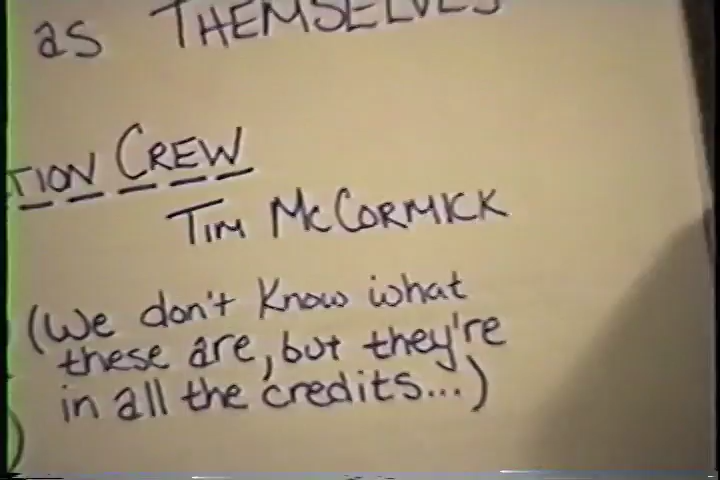 as THEMSELVES
TION CREW
TIM McCORMICK
(We don't know what
these are, but they're
in all the credits...)
)